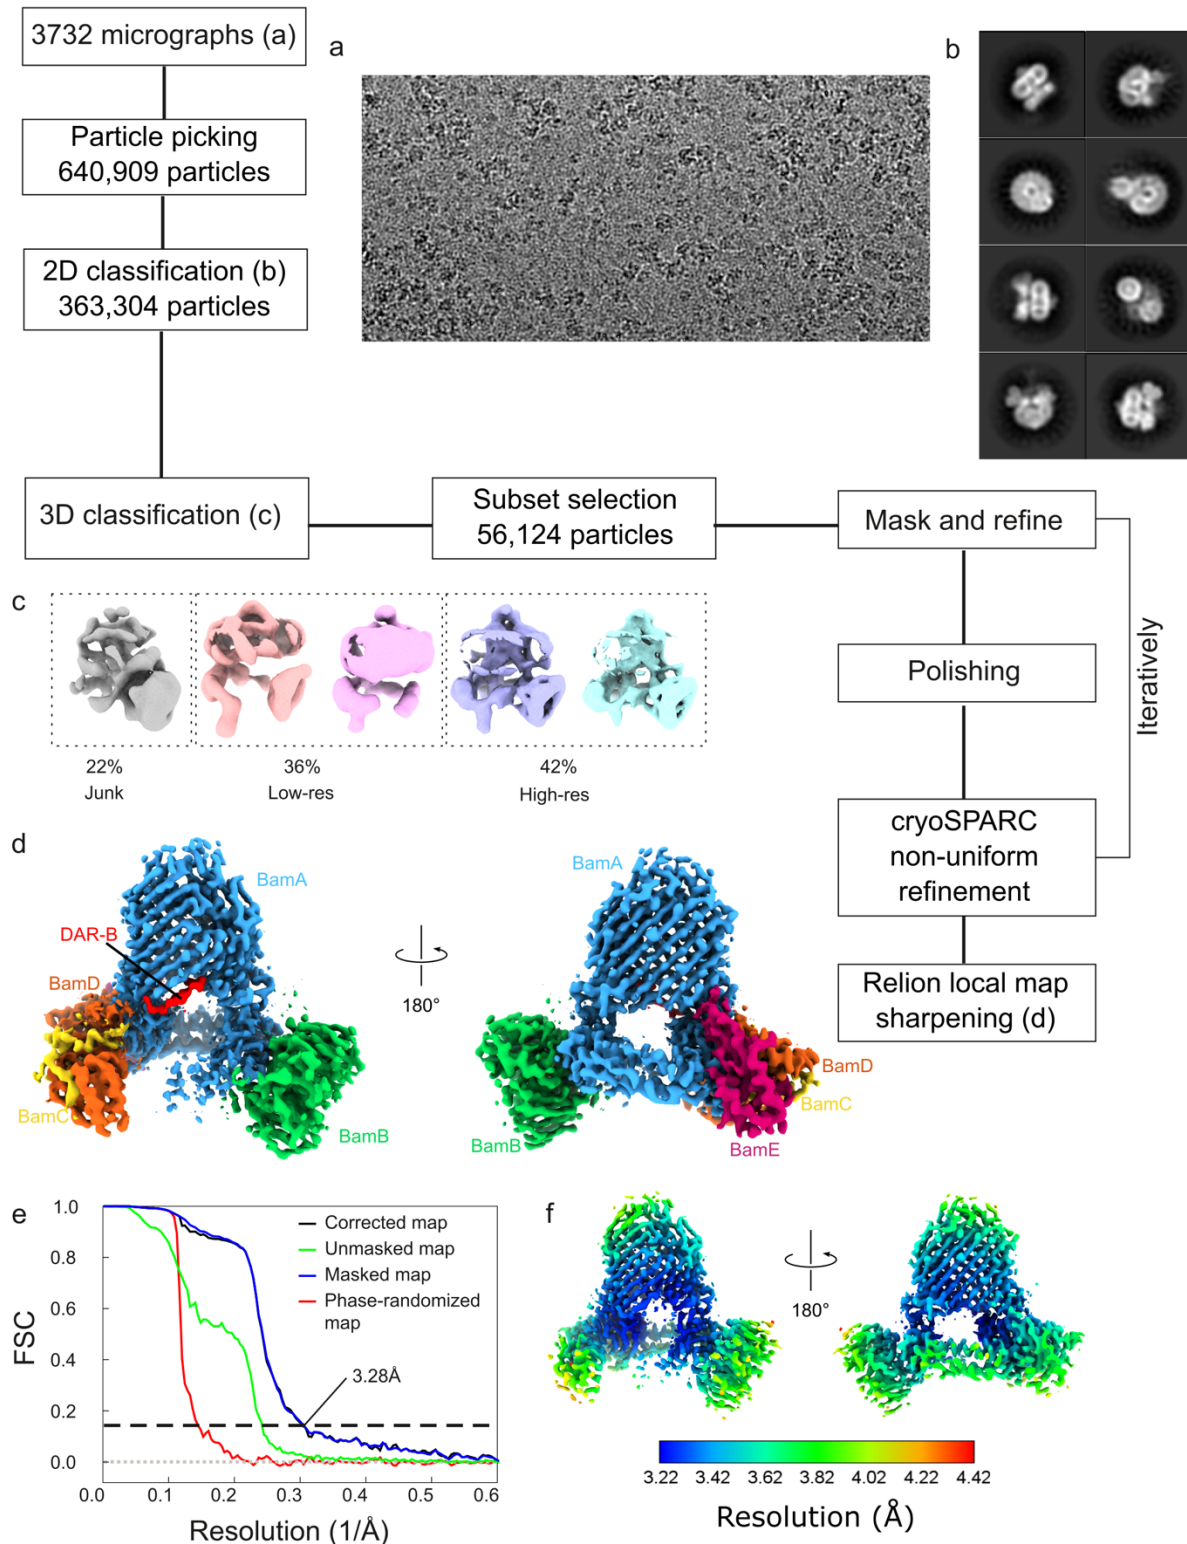 3732 micrographs (a)
Particle picking
640,909 particles
2D classification (b)
363,304 particles
a
b
3D classification (c)
Subset selection
56,124 particles
Mask and refine
Polishing
cryoSPARC
non-uniform
refinement
Relion local map
sharpening (d)
Iteratively
c
22%
Junk
36%
Low-res
42%
High-res
d
BamA
DAR-B
BamD
BamC
BamB
180°
BamA
BamB
BamD
BamC
BamE
e
FSC
1.0
0.8
0.6
0.4
0.2
0.0
Corrected map
Unmasked map
Masked map
Phase-randomized
map
3.28Å
0.0 0.1 0.2 0.3 0.4 0.5 0.6
Resolution (1/Å)
f
180°
3.22 3.42 3.62 3.82 4.02 4.22 4.42
Resolution (Å)